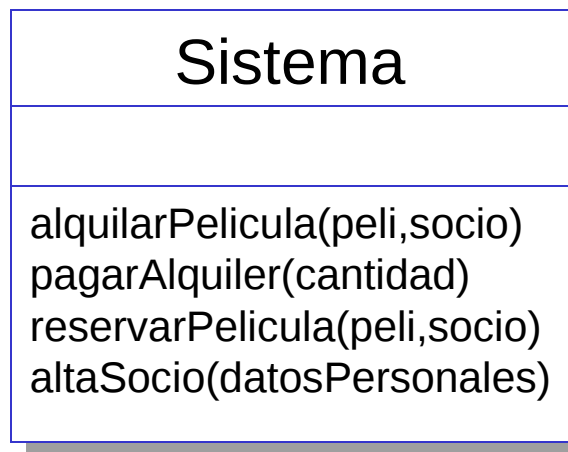 Sistema
alquilarPelicula(peli,socio)
pagarAlquiler(cantidad)
reservarPelicula(peli,socio)
altaSocio(datosPersonales)